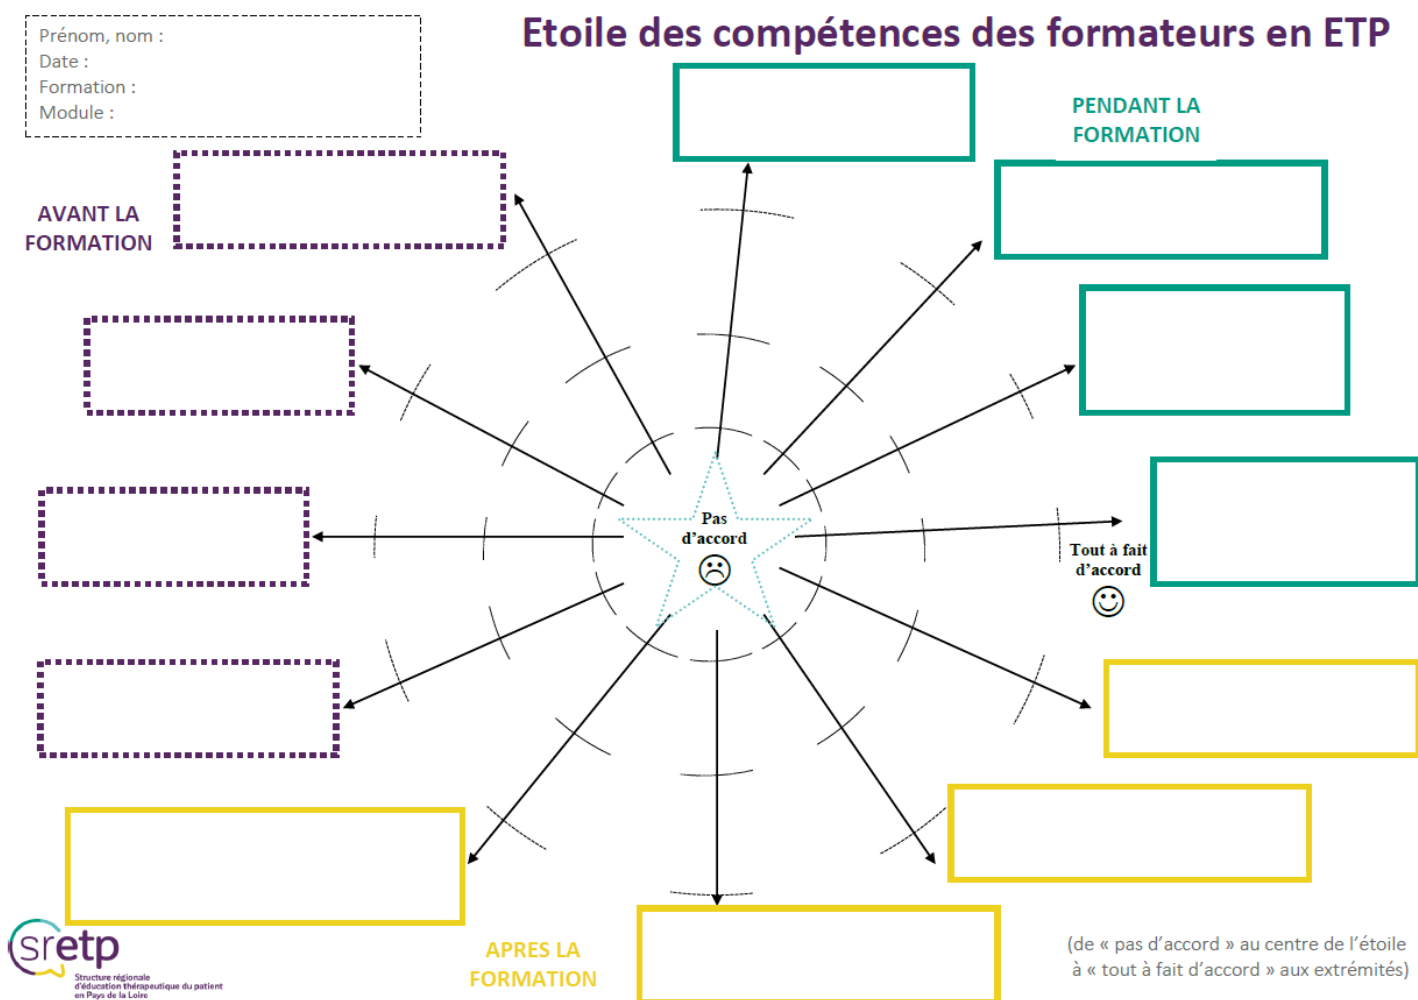 Etoile des compétences des formateurs en ETP
Prénom, nom :
Date :
Formation :
Module :
PENDANT LA
FORMATION
AVANT LA
FORMATION
Pas
d'accord
Tout à fait
d'accord
APRES LA
FORMATION
(de « pas d'accord » au centre de l'étoile
à « tout à fait d'accord » aux extrémités)
sretp
Structure régionale
d'éducation thérapeutique du patient
en Pays de la Loire